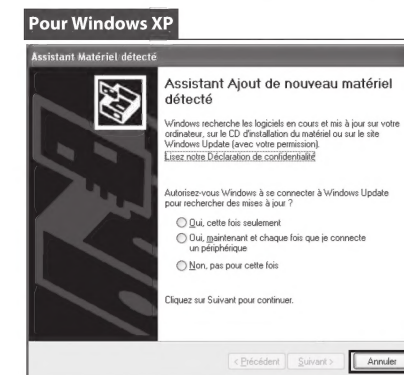 Pour Windows XP
Assistant Matériel détecté
Assistant Ajout de nouveau matériel
détecté
Windows recherche les logiciels en cours et mis à jour sur votre
ordinateur, sur le CD d'installation du matériel ou sur le site
Windows Update (avec votre permission).
Lisez notre Déclaration de confidentialité
Autorisez-vous Windows à se connecter à Windows Update
pour rechercher des mises à jour ?
Oui, cette fois seulement
Oui, maintenant et chaque fois que je connecte
un périphérique
Non, pas pour cette fois
Cliquez sur Suivant pour continuer.
< Précédent Suivant > Annuler